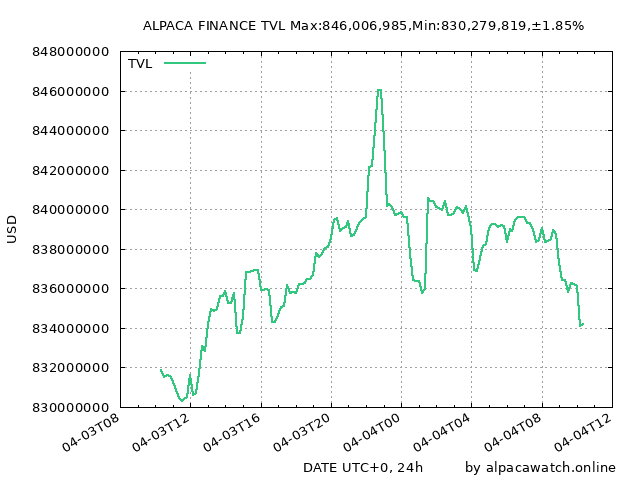 ALPACA FINANCE TVL Max:846,006,985,Min:830,279,819,±1.85%
848000000
TVL
846000000
844000000
842000000
840000000
USD
838000000
836000000
834000000
832000000
830000000
04-03T08 04-03T12 04-03T16 04-03T20 04-04T00 04-04T04 04-04T08 04-04T12
DATE UTC+0, 24h by alpacawatch.online